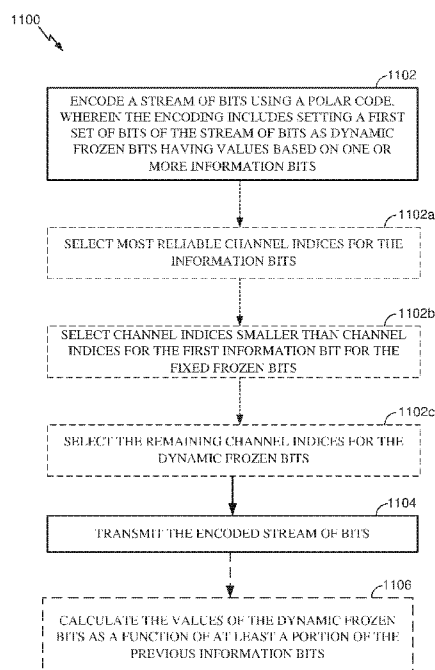 1100
1102
ENCODE A STREAM OF BITS USING A POLAR CODE,
WHEREIN THE ENCODING INCLUDES SETTING A FIRST
SET OF BITS OF THE STREAM OF BITS AS DYNAMIC
FROZEN BITS HAVING VALUES BASED ON ONE OR
MORE INFORMATION BITS
1102a
SELECT MOST RELIABLE CHANNEL INDICES FOR THE
INFORMATION BITS
1102b
SELECT CHANNEL INDICES SMALLER THAN CHANNEL
INDICES FOR THE FIRST INFORMATION BIT FOR THE
FIXED FROZEN BITS
1102c
SELECT THE REMAINING CHANNEL INDICES FOR THE
DYNAMIC FROZEN BITS
1104
TRANSMIT THE ENCODED STREAM OF BITS
1106
CALCULATE THE VALUES OF THE DYNAMIC FROZEN
BITS AS A FUNCTION OF AT LEAST A PORTION OF THE
PREVIOUS INFORMATION BITS